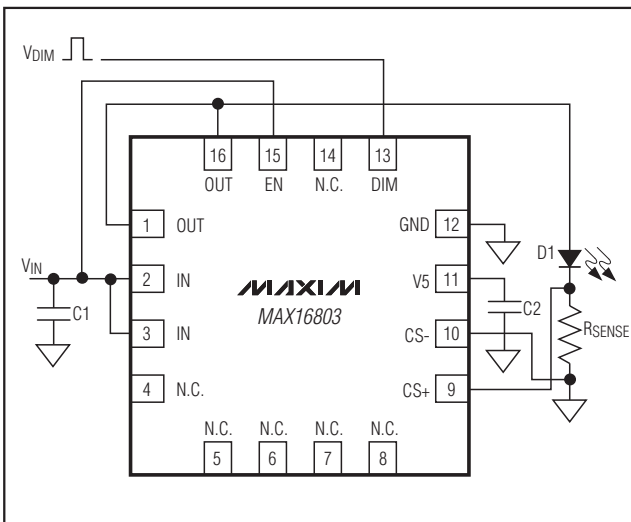 VDIM
16 15 14 13
OUT EN N.C. DIM
1 OUT
GND 12
D1
VIN
2 IN
V5 11
C1
MAXIM
MAX16803
C2
3 IN
CS- 10
RSENSE
4 N.C.
CS+ 9
N.C. N.C. N.C. N.C.
5 6 7 8